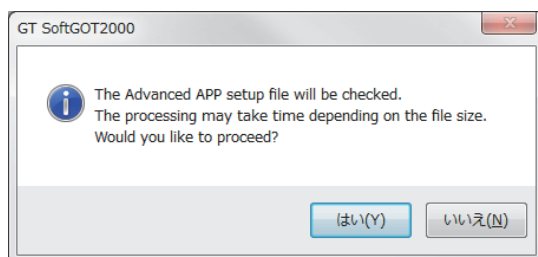 GT SoftGOT2000
The Advanced APP setup file will be checked.
The processing may take time depending on the file size.
Would you like to proceed?
はい(Y)
いいえ(N)